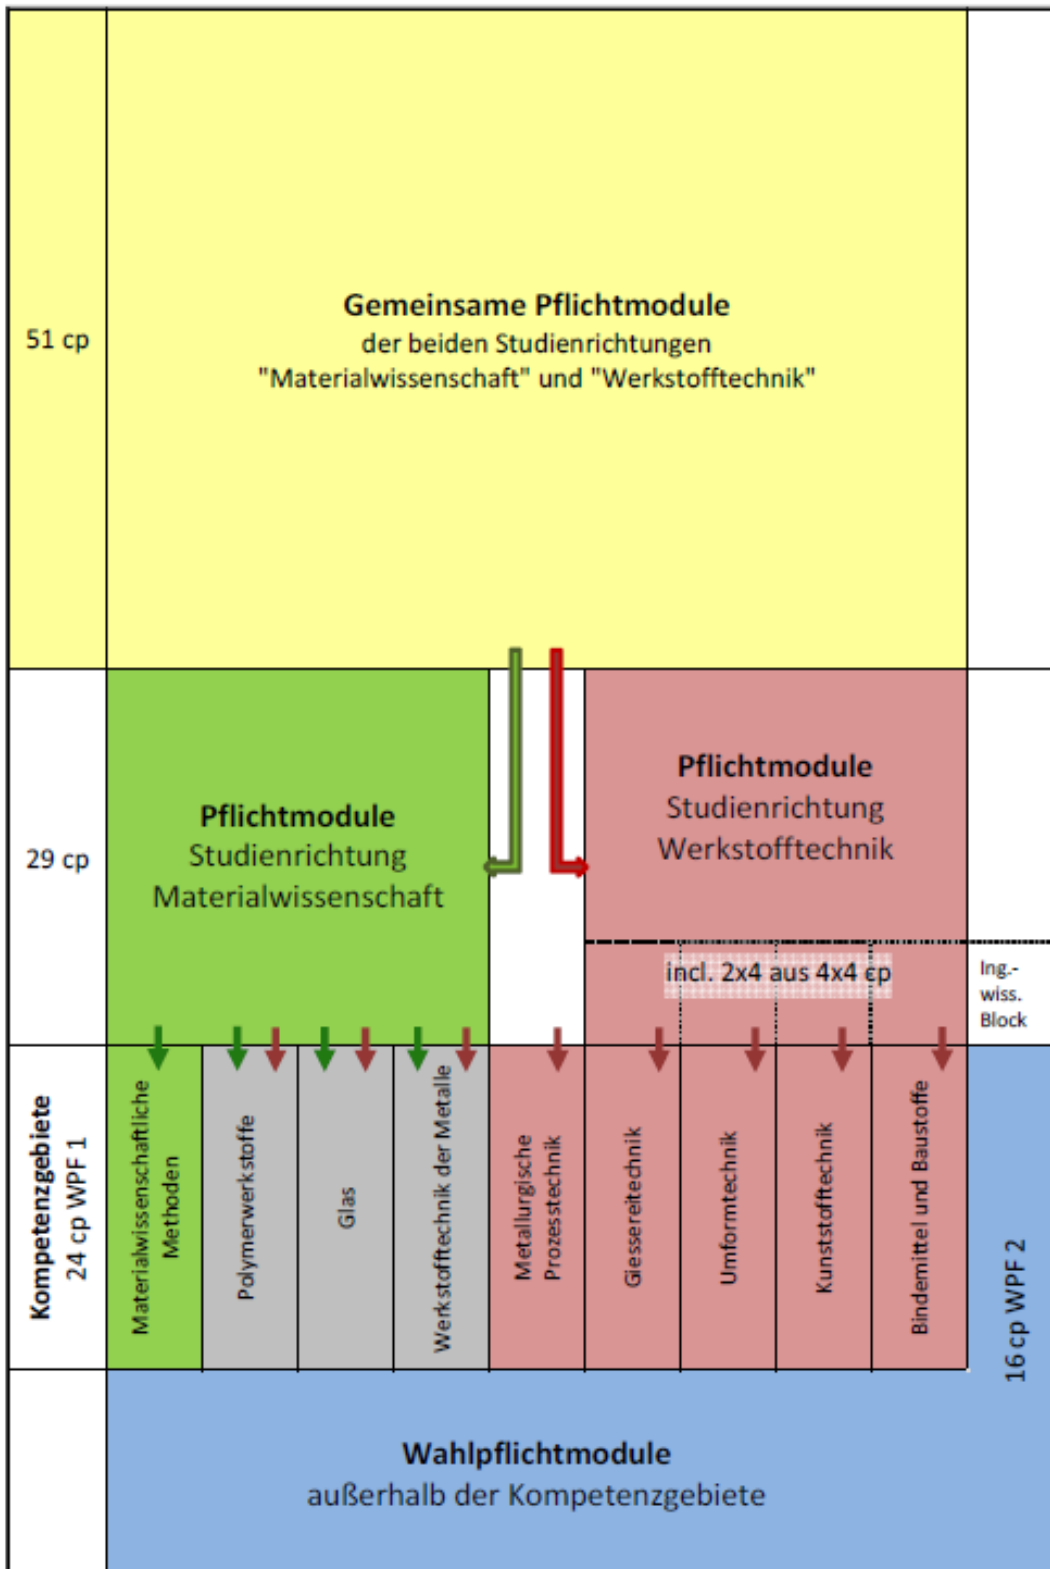 51 cp
Gemeinsame Pflichtmodule
der beiden Studienrichtungen
"Materialwissenschaft" und "Werkstofftechnik"
29 cp
Pflichtmodule
Studienrichtung
Materialwissenschaft
Pflichtmodule
Studienrichtung
Werkstofftechnik
incl. 2x4 aus 4x4 cp
Ing.-
wiss.
Block
Kompetenzgebiete
24 cp WPF 1
Materialwissenschaftliche
Methoden
Polymerwerkstoffe
Glas
Werkstofftechnik der Metalle
Metallurgische
Prozesstechnik
Giessereitechnik
Umformtechnik
Kunststofftechnik
Bindemittel und Baustoffe
16 cp WPF 2
Wahlpflichtmodule
außerhalb der Kompetenzgebiete